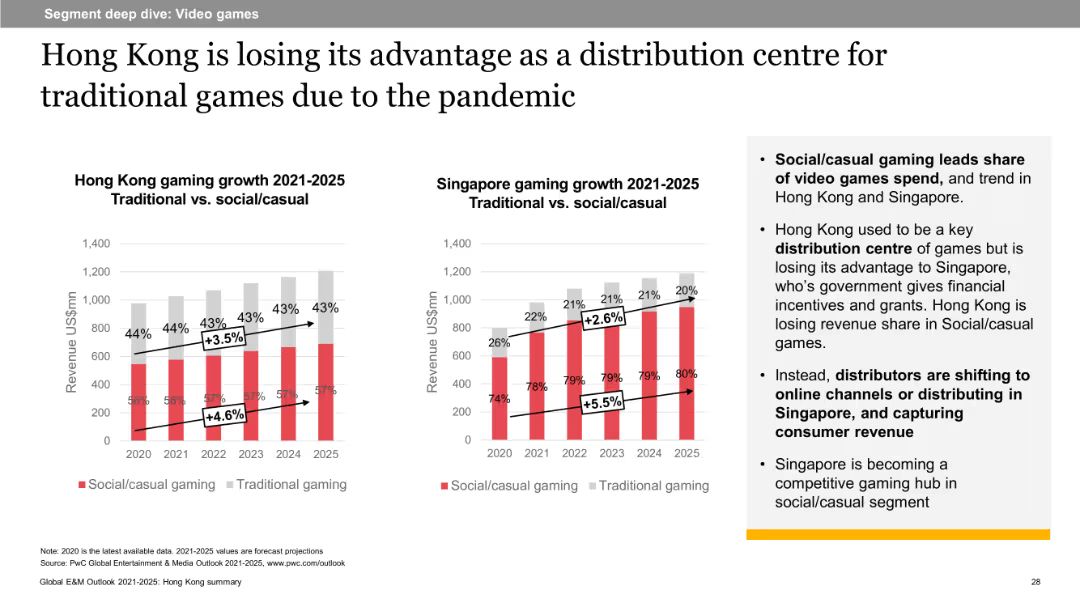 Segment deep dive: Video games
Hong Kong is losing its advantage as a distribution centre for
traditional games due to the pandemic
Hong Kong gaming growth 2021-2025
Traditional vs. social/casual
Revenue US$mn
1,400
1,200
1,000
800
600
400
200
0
44%
44%
43%
43%
43%
43%
+3.5%
56%
56%
57%
57%
57%
57%
+4.6%
2020 2021 2022 2023 2024 2025
Social/casual gaming Traditional gaming
Singapore gaming growth 2021-2025
Traditional vs. social/casual
Revenue US$mn
1,400
1,200
1,000
800
600
400
200
0
26%
22%
21%
21%
21%
20%
+2.6%
74%
78%
79%
79%
79%
80%
+5.5%
2020 2021 2022 2023 2024 2025
Social/casual gaming Traditional gaming
• Social/casual gaming leads share
of video games spend, and trend in
Hong Kong and Singapore.
• Hong Kong used to be a key
distribution centre of games but is
losing its advantage to Singapore,
who's government gives financial
incentives and grants. Hong Kong is
losing revenue share in Social/casual
games.
• Instead, distributors are shifting to
online channels or distributing in
Singapore, and capturing
consumer revenue
• Singapore is becoming a
competitive gaming hub in
social/casual segment
Note: 2020 is the latest available data. 2021-2025 values are forecast projections
Source: PwC Global Entertainment & Media Outlook 2021-2025, www.pwc.com/outlook
Global E&M Outlook 2021-2025: Hong Kong summary
28